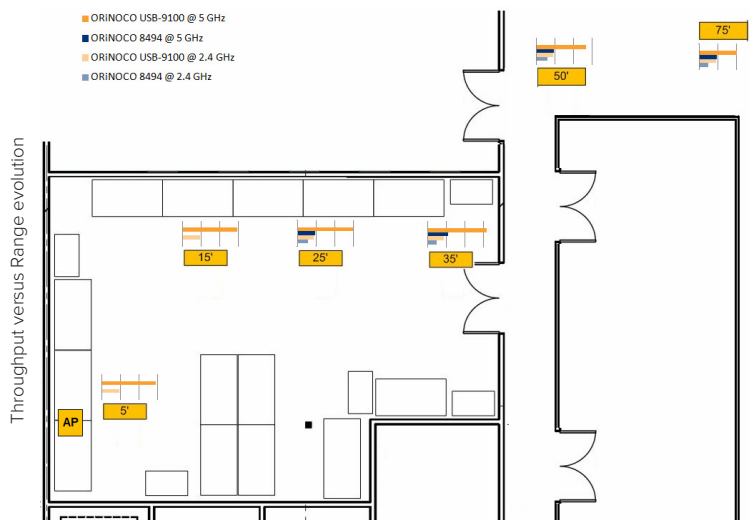 ORiNOCO USB-9100 @ 5 GHz
ORiNOCO 8494 @ 5 GHz
ORiNOCO USB-9100 @ 2.4 GHz
ORiNOCO 8494 @ 2.4 GHz
75'
50'
Throughput versus Range evolution
15'
25'
35'
5'
AP